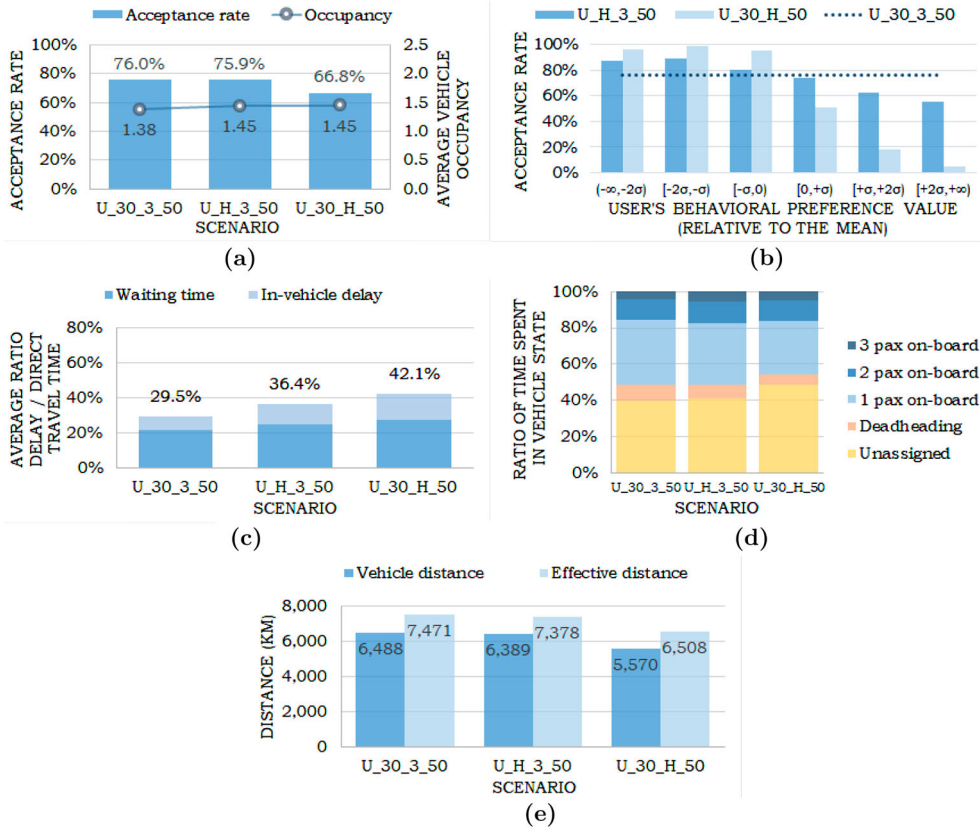 Acceptance rate
Occupancy
ACCEPTANCE RATE
100%
80%
60%
40%
20%
0%
76.0%
75.9%
66.8%
1.38
1.45
1.45
2.5
2.0
1.5
1.0
0.5
0.0
AVERAGE VEHICLE
OCCUPANCY
U_30_3_50
U_H_3_50
U_30_H_50
SCENARIO
(a)
U_H_3_50
U_30_H_50
U_30_3_50
ACCEPTANCE RATE
100%
80%
60%
40%
20%
0%
(-∞,-2σ)
[-2σ,-σ)
[-σ,0)
[0,+σ)
[+σ,+2σ)
[+2σ,+∞)
USER'S BEHAVIORAL PREFERENCE VALUE
(RELATIVE TO THE MEAN)
(b)
Waiting time
In-vehicle delay
AVERAGE RATIO
DELAY / DIRECT
TRAVEL TIME
80%
60%
40%
20%
0%
29.5%
36.4%
42.1%
U_30_3_50
U_H_3_50
U_30_H_50
SCENARIO
(c)
RATIO OF TIME SPENT
IN VEHICLE STATE
100%
80%
60%
40%
20%
0%
3 pax on-board
2 pax on-board
1 pax on-board
Deadheading
Unassigned
U_30_3_50
U_H_3_50
U_30_H_50
SCENARIO
(d)
Vehicle distance
Effective distance
DISTANCE (KM)
8,000
6,000
4,000
2,000
0
6,488
7,471
6,389
7,378
5,570
6,508
U_30_3_50
U_H_3_50
U_30_H_50
SCENARIO
(e)